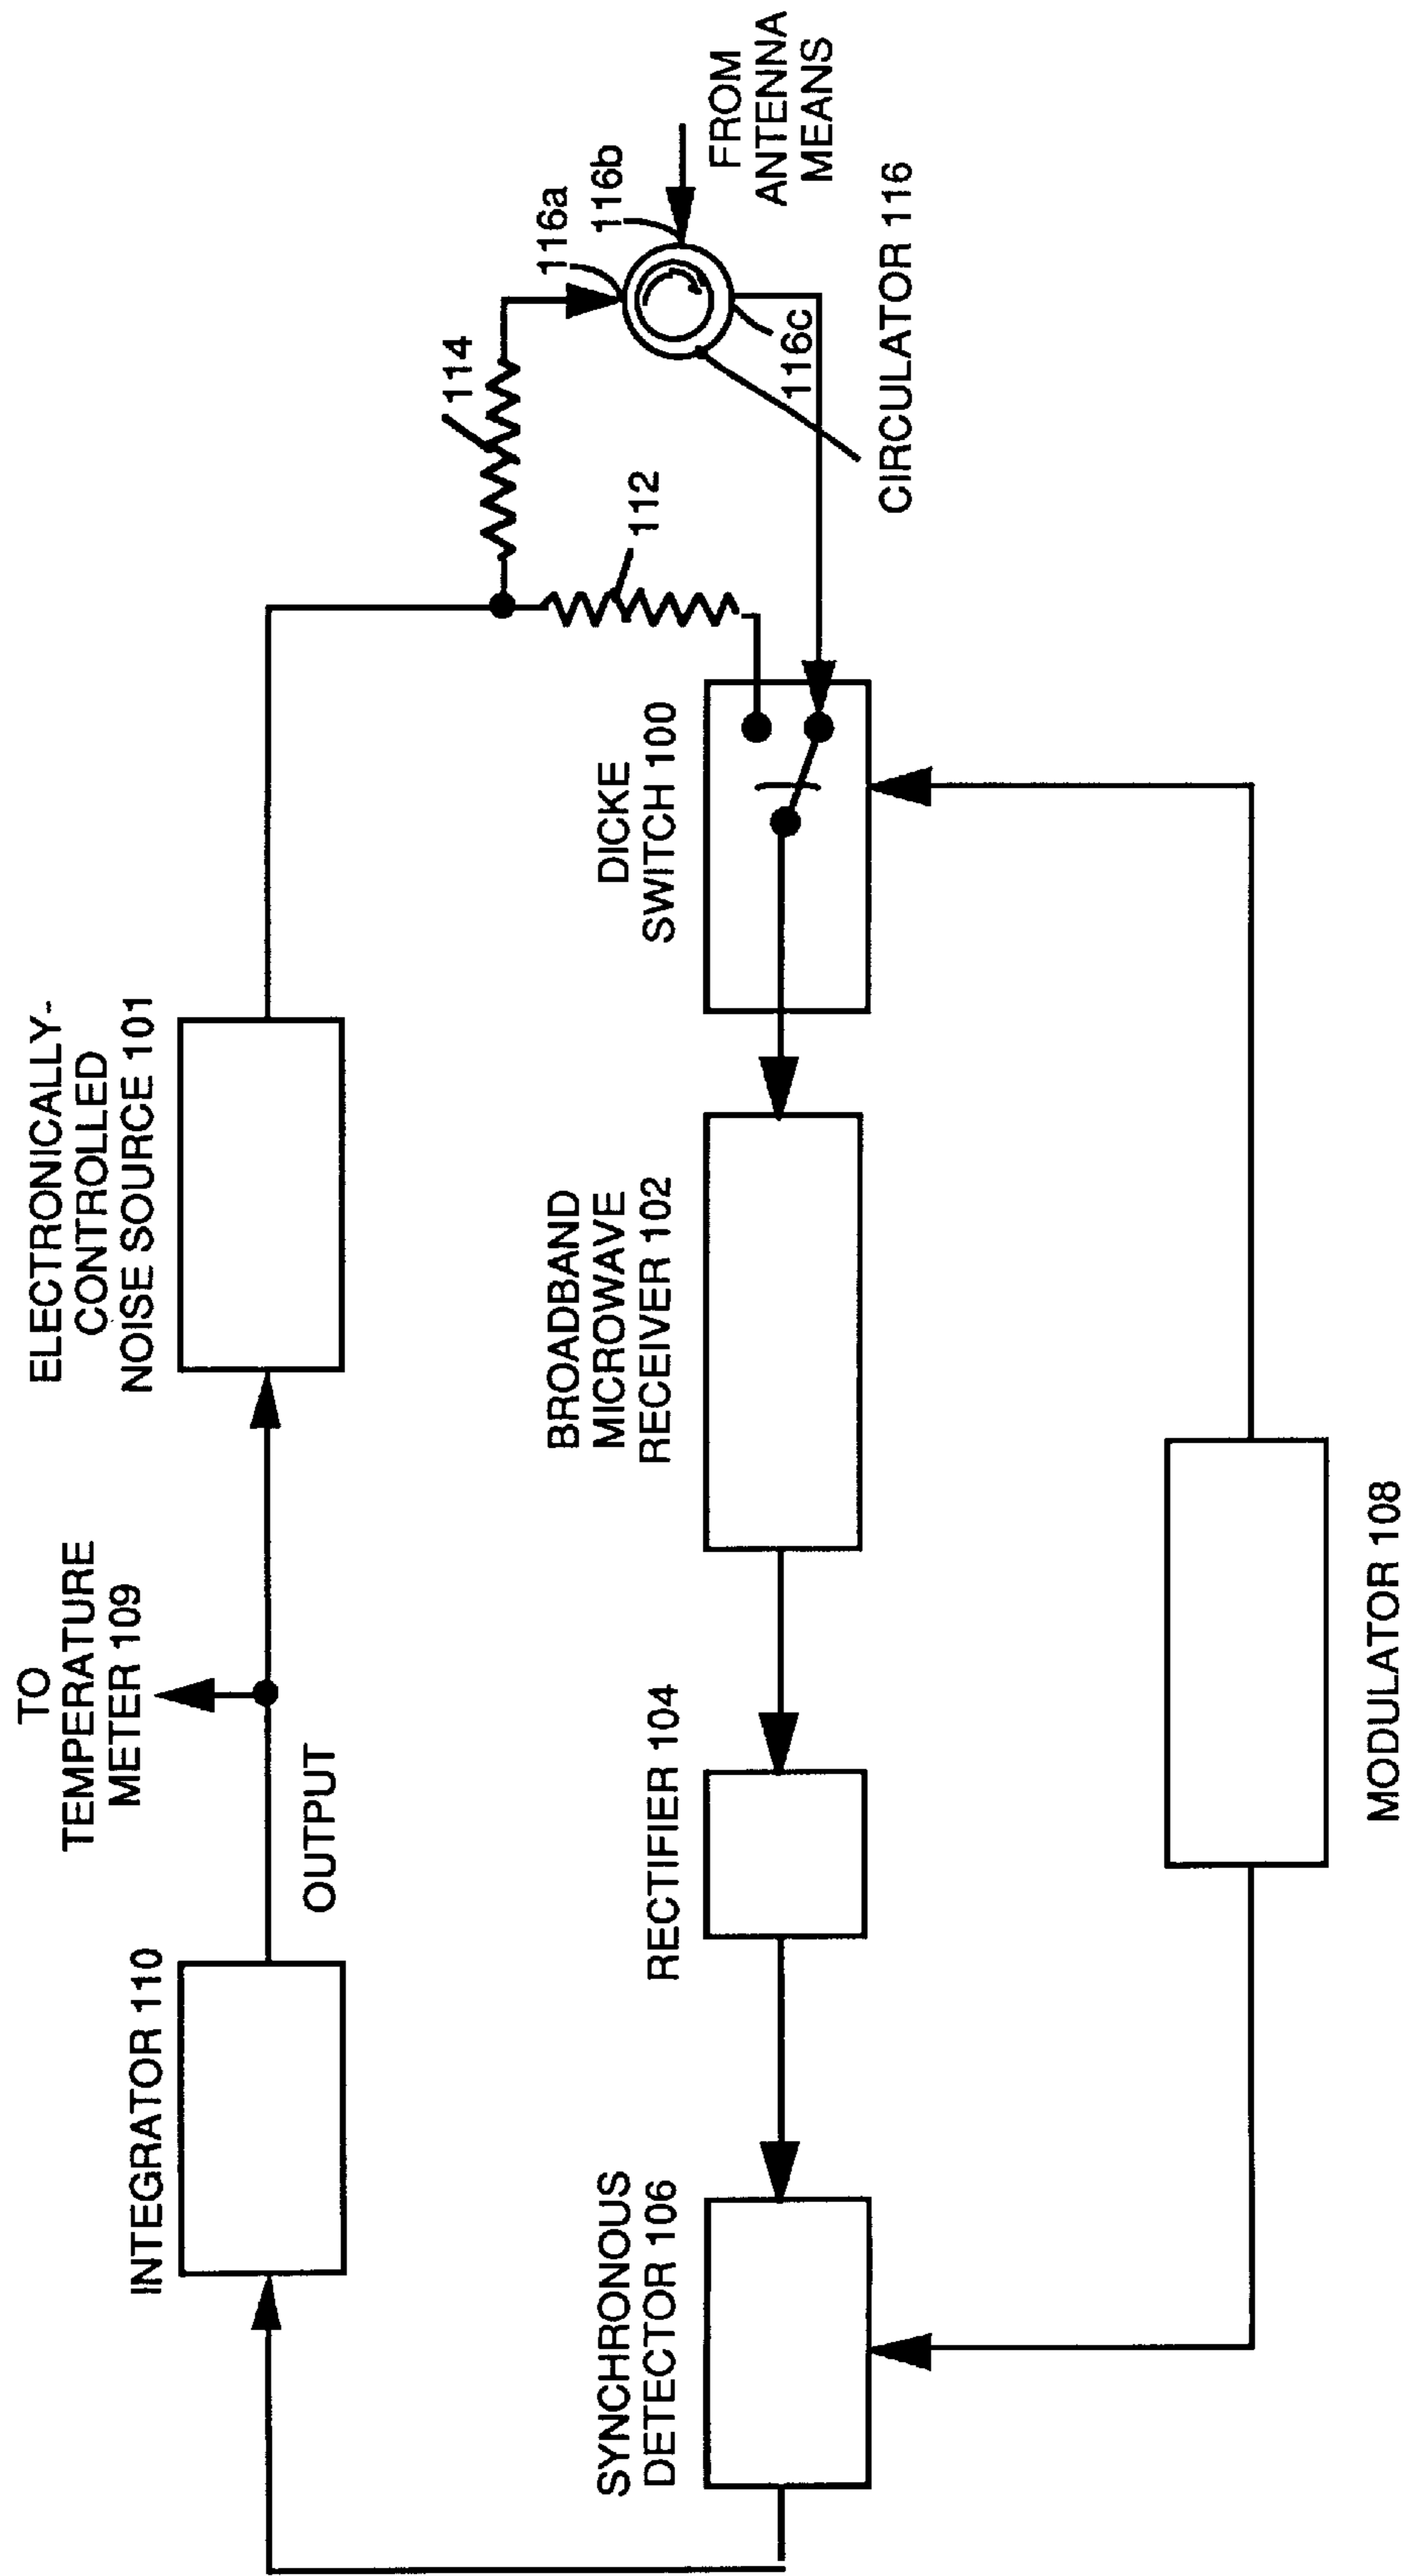 TO
TEMPERATURE
METER 109
ELECTRONICALLY-
CONTROLLED
NOISE SOURCE 101
INTEGRATOR 110
OUTPUT
114
116a
116b
FROM
ANTENNA
MEANS
112
116c
CIRCULATOR 116
SYNCHRONOUS
DETECTOR 106
RECTIFIER 104
BROADBAND
MICROWAVE
RECEIVER 102
DICKE
SWITCH 100
MODULATOR 108